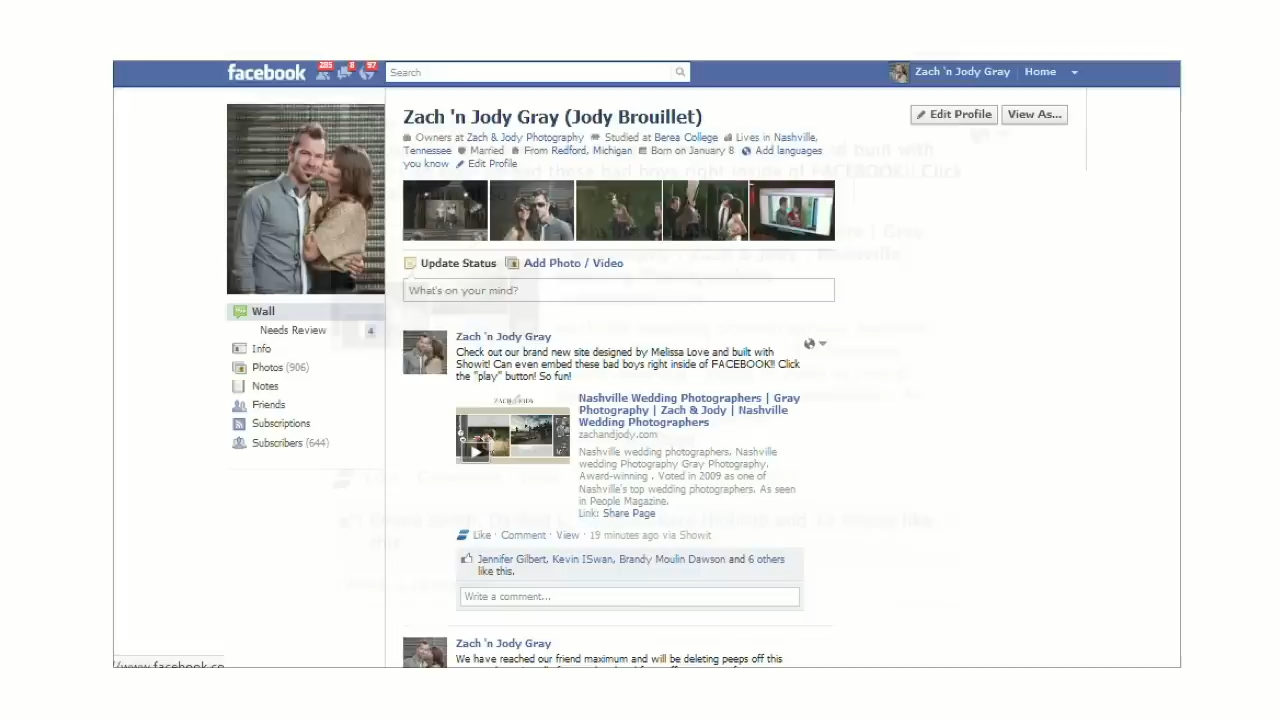 facebook 285 8 97 Search Zach 'n Jody Gray Home
Zach 'n Jody Gray (Jody Brouillet)
Edit Profile View As...
Owners at Zach & Jody Photography Studied at Berea College Lives in Nashville,
Tennessee Married From Redford, Michigan Born on January 8 Add languages
you know Edit Profile
Update Status Add Photo / Video
What's on your mind?
Wall
Needs Review 4
Info
Photos (906)
Notes
Friends
Subscriptions
Subscribers (644)
Zach 'n Jody Gray
Check out our brand new site designed by Melissa Love and built with
Showit! Can even embed these bad boys right inside of FACEBOOK!! Click
the "play" button! So fun!
ZACH & JODY
Nashville Wedding Photographers | Gray
Photography | Zach & Jody | Nashville
Wedding Photographers
zachandjody.com
Nashville wedding photographers. Nashville
wedding Photography Gray Photography.
Award-winning . Voted in 2009 as one of
Nashville's top wedding photographers. As seen
in People Magazine.
Link: Share Page
Like · Comment · View · 19 minutes ago via Showit
Jennifer Gilbert, Kevin ISwan, Brandy Moulin Dawson and 6 others
like this.
Write a comment...
Zach 'n Jody Gray
We have reached our friend maximum and will be deleting peeps off this
//www.facebook.co